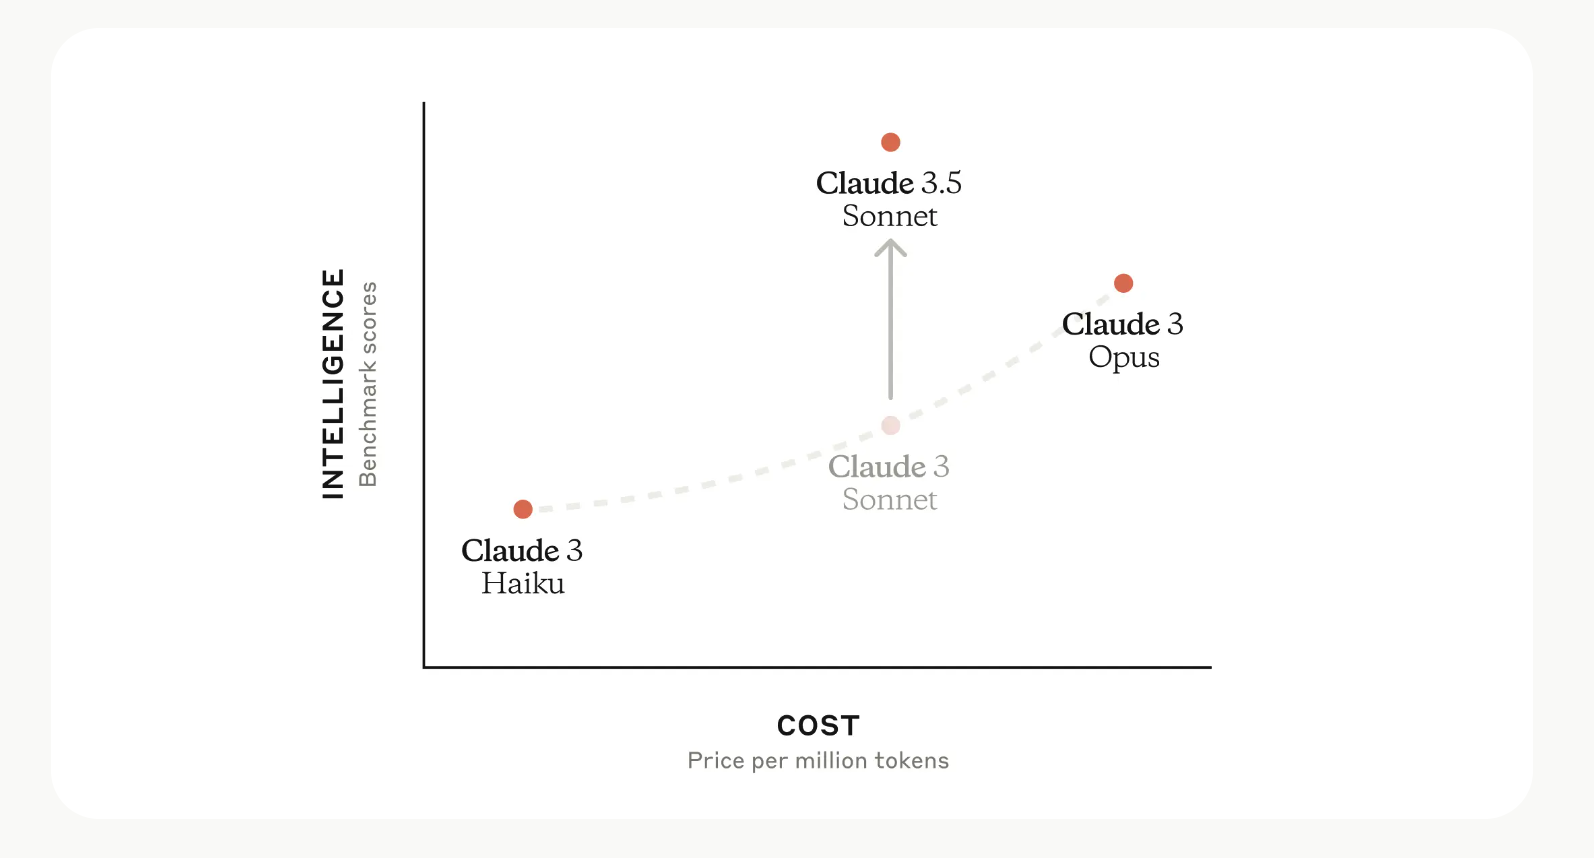 INTELLIGENCE
Benchmark scores
Claude 3.5
Sonnet
Claude 3
Opus
Claude 3
Sonnet
Claude 3
Haiku
COST
Price per million tokens